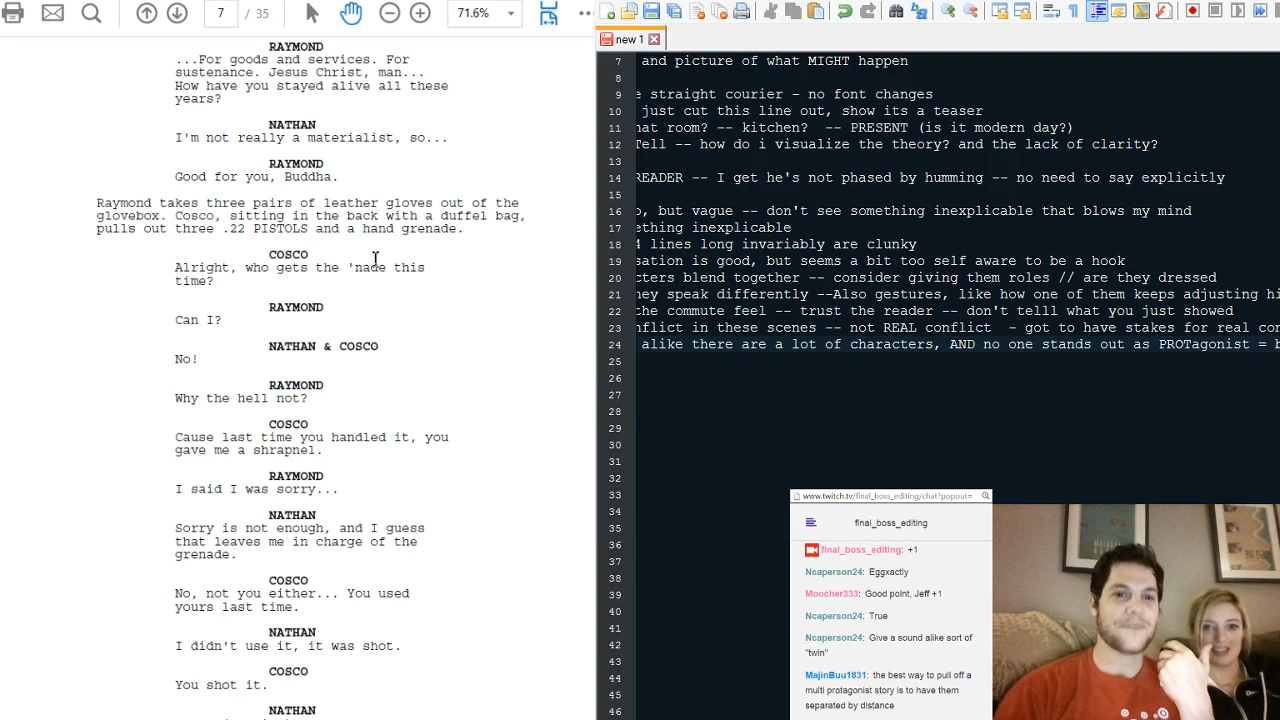 7 / 35
71.6%
RAYMOND
...For goods and services. For
sustenance. Jesus Christ, man...
How have you stayed alive all these
years?
NATHAN
I'm not really a materialist, so...
RAYMOND
Good for you, Buddha.
Raymond takes three pairs of leather gloves out of the
glovebox. Cosco, sitting in the back with a duffel bag,
pulls out three .22 PISTOLS and a hand grenade.
COSCO
Alright, who gets the 'nade this
time?
RAYMOND
Can I?
NATHAN & COSCO
No!
RAYMOND
Why the hell not?
COSCO
Cause last time you handled it, you
gave me a shrapnel.
RAYMOND
I said I was sorry...
NATHAN
Sorry is not enough, and I guess
that leaves me in charge of the
grenade.
COSCO
No, not you either... You used
yours last time.
NATHAN
I didn't use it, it was shot.
COSCO
You shot it.
NATHAN
new 1
7 and picture of what MIGHT happen
8
9 e straight courier - no font changes
10 just cut this line out, show its a teaser
11 hat room? -- kitchen? -- PRESENT (is it modern day?)
12 Tell -- how do i visualize the theory? and the lack of clarity?
13
14 READER -- I get he's not phased by humming -- no need to say explicitly
15
16 o, but vague -- don't see something inexplicable that blows my mind
17 ething inexplicable
18 4 lines long invariably are clunky
19 sation is good, but seems a bit too self aware to be a hook
20 ters blend together -- consider giving them roles // are they dressed
21 hey speak differently --Also gestures, like how one of them keeps adjusting hi
22 the commute feel -- trust the reader -- don't telll what you just showed
23 nflict in these scenes -- not REAL conflict - got to have stakes for real con
24 alike there are a lot of characters, AND no one stands out as PROTagonist = b
25
26
27
28
29
30
31
32
33
34
35
36
37
38
39
40
41
42
43
44
45
46
www.twitch.tv/final_boss_editing/chat?popout=
final_boss_editing
final_boss_editing: +1
Ncaperson24: Eggxactly
Moocher333: Good point, Jeff +1
Ncaperson24: True
Ncaperson24: Give a sound alike sort of
"twin"
MajinBuu1831: the best way to pull off a
multi protagonist story is to have them
separated by distance